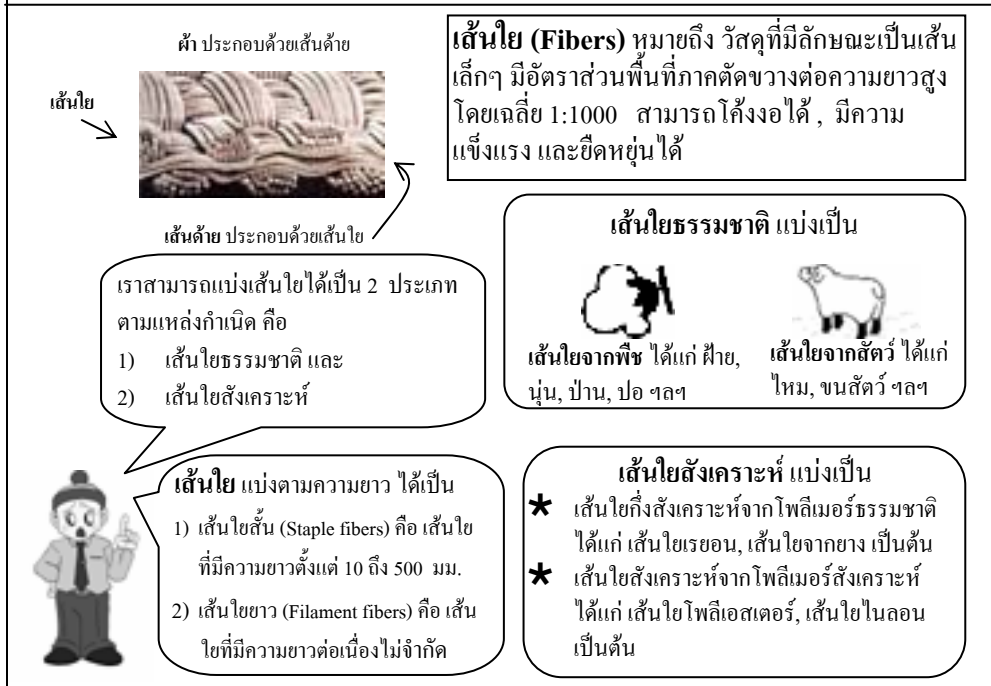 ผ้า ประกอบด้วยเส้นด้าย
เส้นใย
เส้นด้าย ประกอบด้วยเส้นใย
เส้นใย (Fibers) หมายถึง วัสดุที่มีลักษณะเป็นเส้น
เล็กๆ มีอัตราส่วนพื้นที่ภาคตัดขวางต่อความยาวสูง
โดยเฉลี่ย 1:1000 สามารถโค้งงอได้ , มีความ
แข็งแรง และยืดหยุ่นได้
เราสามารถแบ่งเส้นใยได้เป็น 2 ประเภท
ตามแหล่งกำเนิด คือ
1) เส้นใยธรรมชาติ และ
2) เส้นใยสังเคราะห์
เส้นใยธรรมชาติ แบ่งเป็น
เส้นใยจากพืช ได้แก่ ฝ้าย,
นุ่น, ป่าน, ปอ ฯลฯ
เส้นใยจากสัตว์ ได้แก่
ไหม, ขนสัตว์ ฯลฯ
เส้นใย แบ่งตามความยาว ได้เป็น
1) เส้นใยสั้น (Staple fibers) คือ เส้นใย
ที่มีความยาวตั้งแต่ 10 ถึง 500 มม.
2) เส้นใยยาว (Filament fibers) คือ เส้น
ใยที่มีความยาวต่อเนื่องไม่จำกัด
เส้นใยสังเคราะห์ แบ่งเป็น
* เส้นใยกึ่งสังเคราะห์จากโพลีเมอร์ธรรมชาติ
ได้แก่ เส้นใยเรยอน, เส้นใยจากยาง เป็นต้น
* เส้นใยสังเคราะห์จากโพลีเมอร์สังเคราะห์
ได้แก่ เส้นใยโพลีเอสเตอร์, เส้นใยไนลอน
เป็นต้น